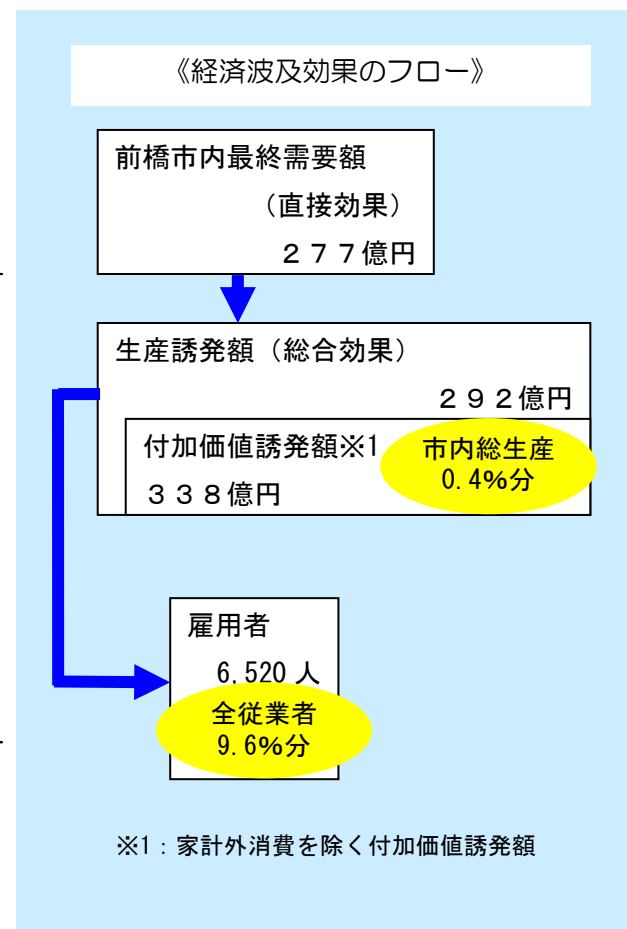 《経済波及効果のフロー》
前橋市内最終需要額
（直接効果）
２７７億円
生産誘発額（総合効果）
２９２億円
付加価値誘発額※1
３３８億円
市内総生産
0.4%分
雇用者
6,520 人
全従業者
9.6%分
※1：家計外消費を除く付加価値誘発額